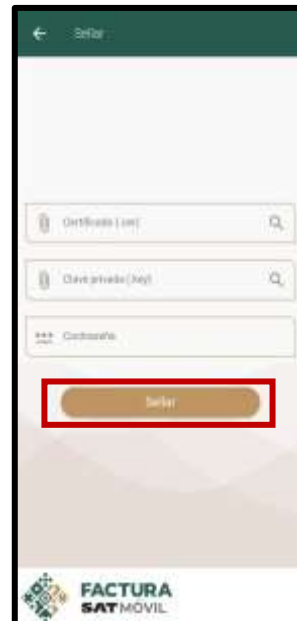 Sellar
Certificado (.cer)
Clave privada (.key)
Contraseña
Sellar
FACTURA
SAT MÓVIL